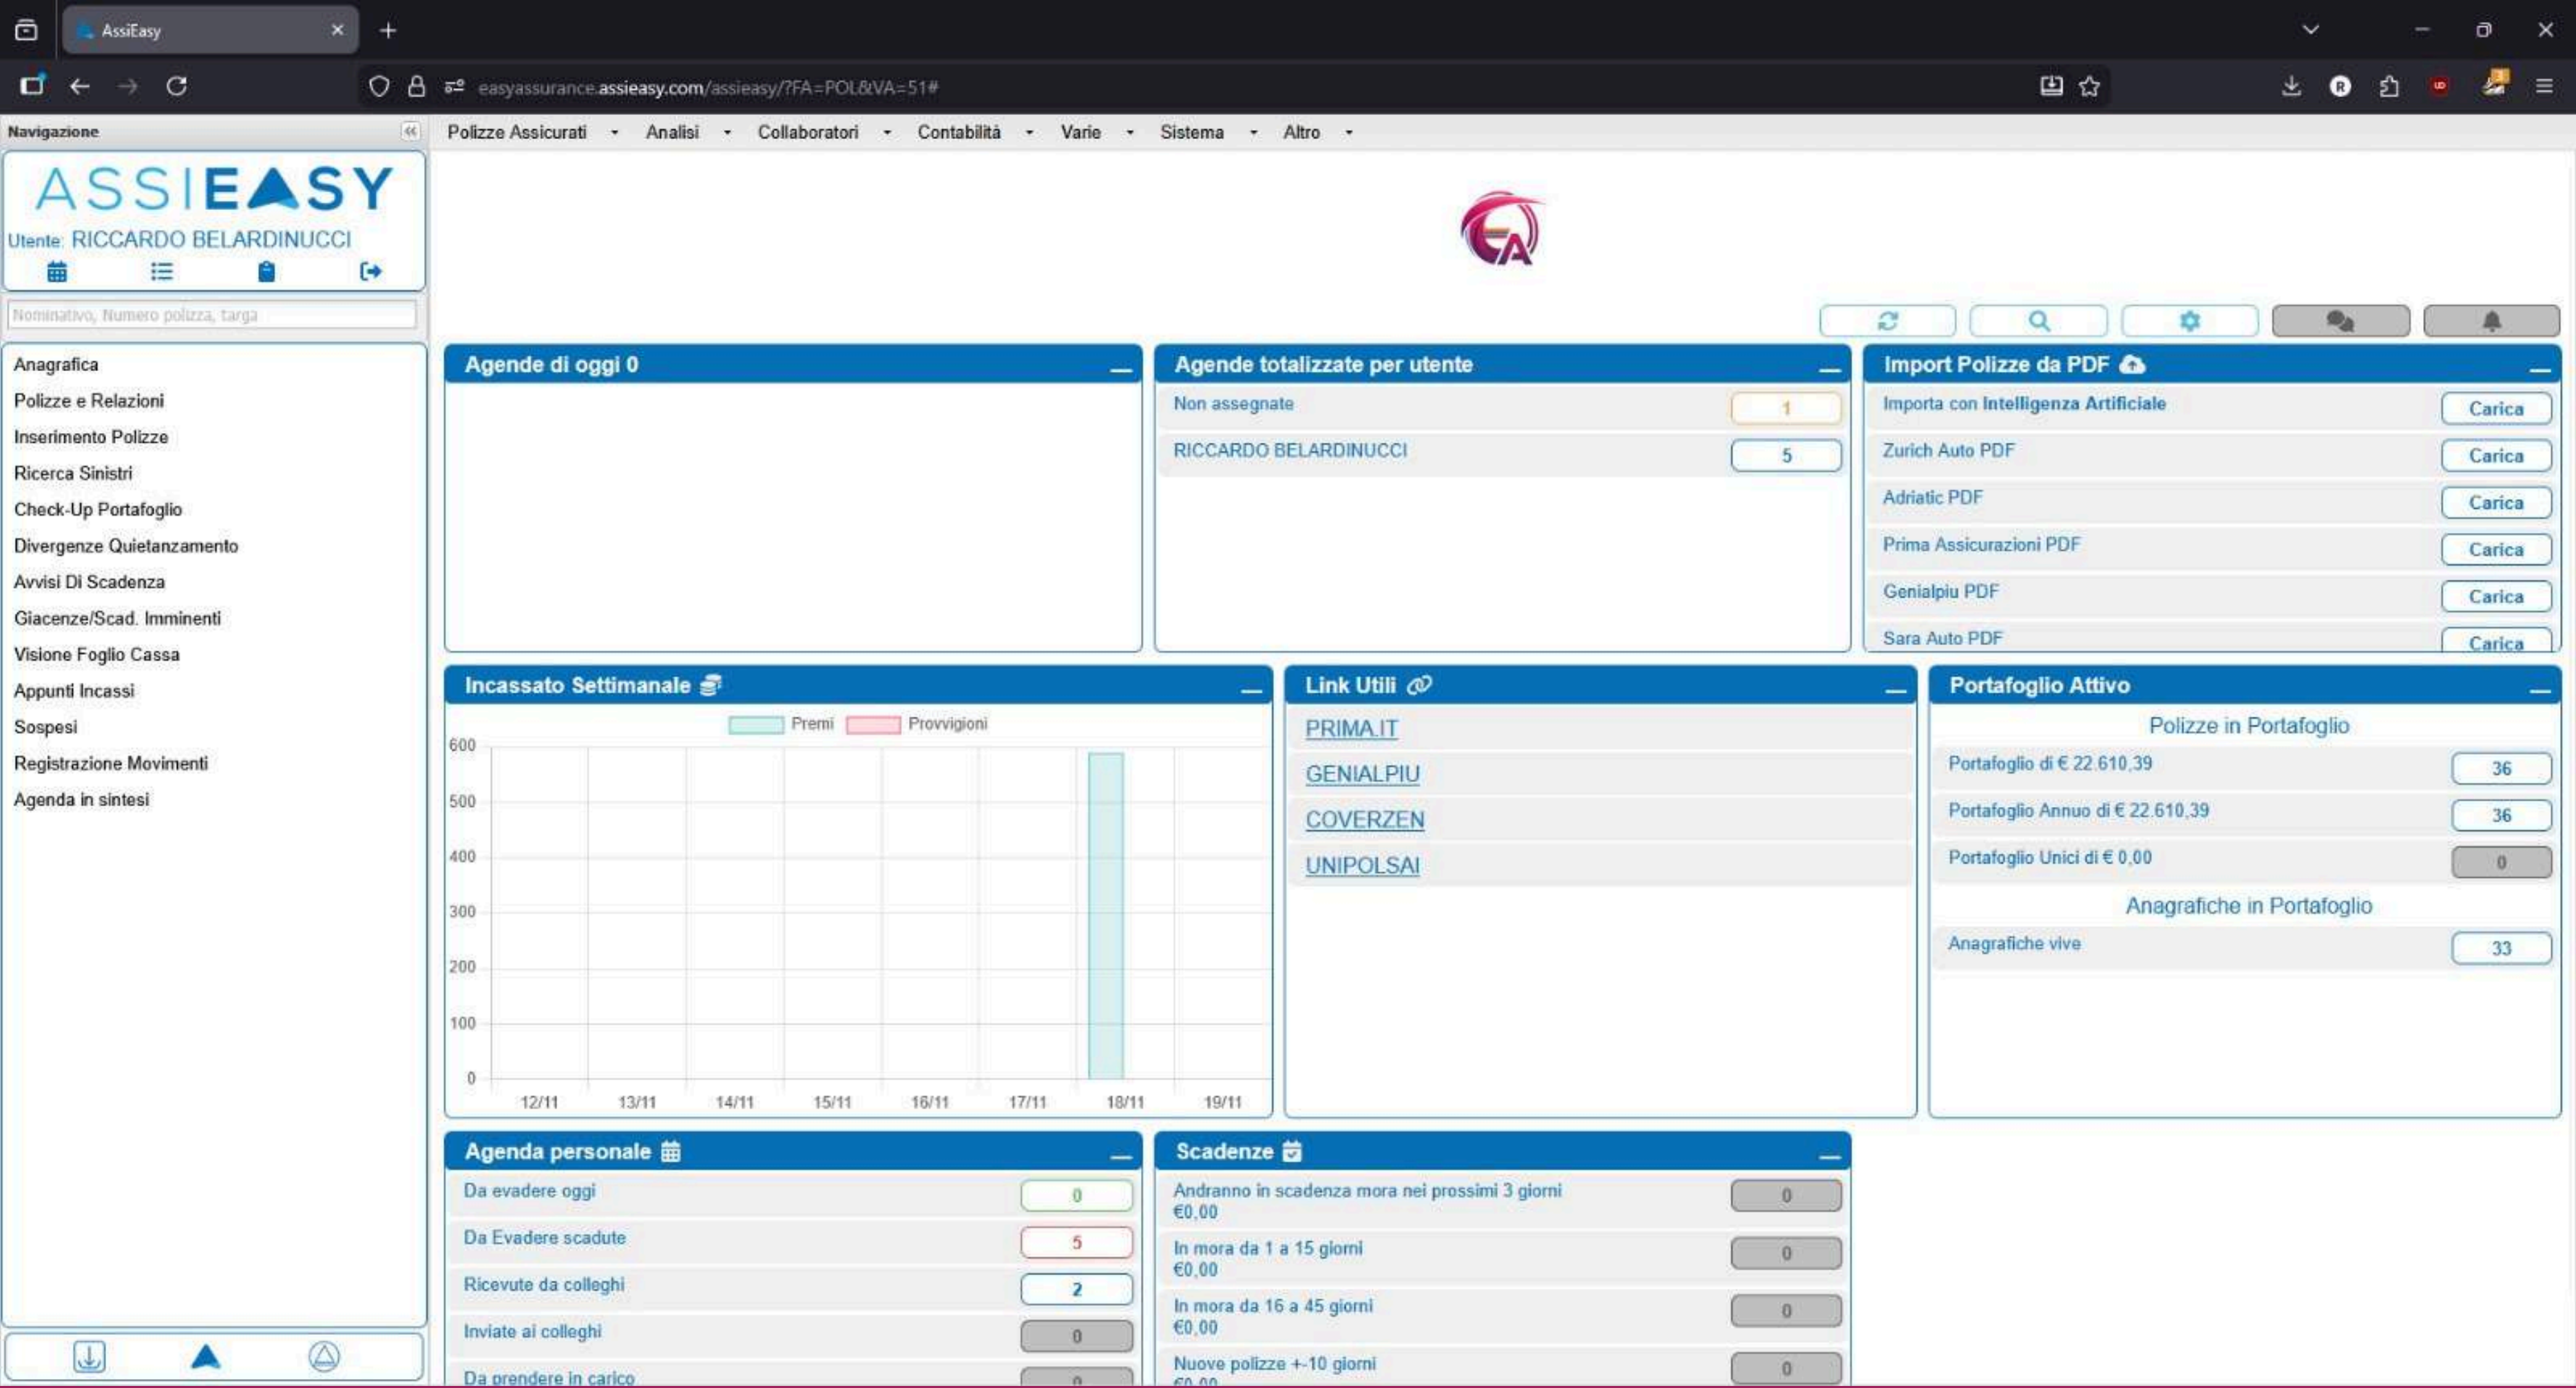 AssiEasy
easyassurance.assieasy.com/assieasy/?FA=POL&VA=51#
Navigazione
Polizze Assicurati
Analisi
Collaboratori
Contabilità
Varie
Sistema
Altro
ASSIEASY
Utente: RICCARDO BELARDINUCCI
Nominativo, Numero polizza, targa
Anagrafica
Polizze e Relazioni
Inserimento Polizze
Ricerca Sinistri
Check-Up Portafoglio
Divergenze Quietanzamento
Avvisi Di Scadenza
Giacenze/Scad. Imminenti
Visione Foglio Cassa
Appunti Incassi
Sospesi
Registrazione Movimenti
Agenda in sintesi
Agende di oggi 0
Agende totalizzate per utente
Non assegnate 1
RICCARDO BELARDINUCCI 5
Import Polizze da PDF
Importa con Intelligenza Artificiale Carica
Zurich Auto PDF Carica
Adriatic PDF Carica
Prima Assicurazioni PDF Carica
Genialpiu PDF Carica
Sara Auto PDF Carica
Incassato Settimanale
Premi Provvigioni
600
500
400
300
200
100
0
12/11 13/11 14/11 15/11 16/11 17/11 18/11 19/11
Link Utili
PRIMA.IT
GENIALPIU
COVERZEN
UNIPOLSAI
Portafoglio Attivo
Polizze in Portafoglio
Portafoglio di € 22.610,39 36
Portafoglio Annuo di € 22.610,39 36
Portafoglio Unici di € 0,00 0
Anagrafiche in Portafoglio
Anagrafiche vive 33
Agenda personale
Da evadere oggi 0
Da Evadere scadute 5
Ricevute da colleghi 2
Inviate ai colleghi 0
Da prendere in carico 0
Scadenze
Andranno in scadenza mora nei prossimi 3 giorni 0
€0,00
In mora da 1 a 15 giorni 0
€0,00
In mora da 16 a 45 giorni 0
€0,00
Nuove polizze +-10 giorni 0
€0,00